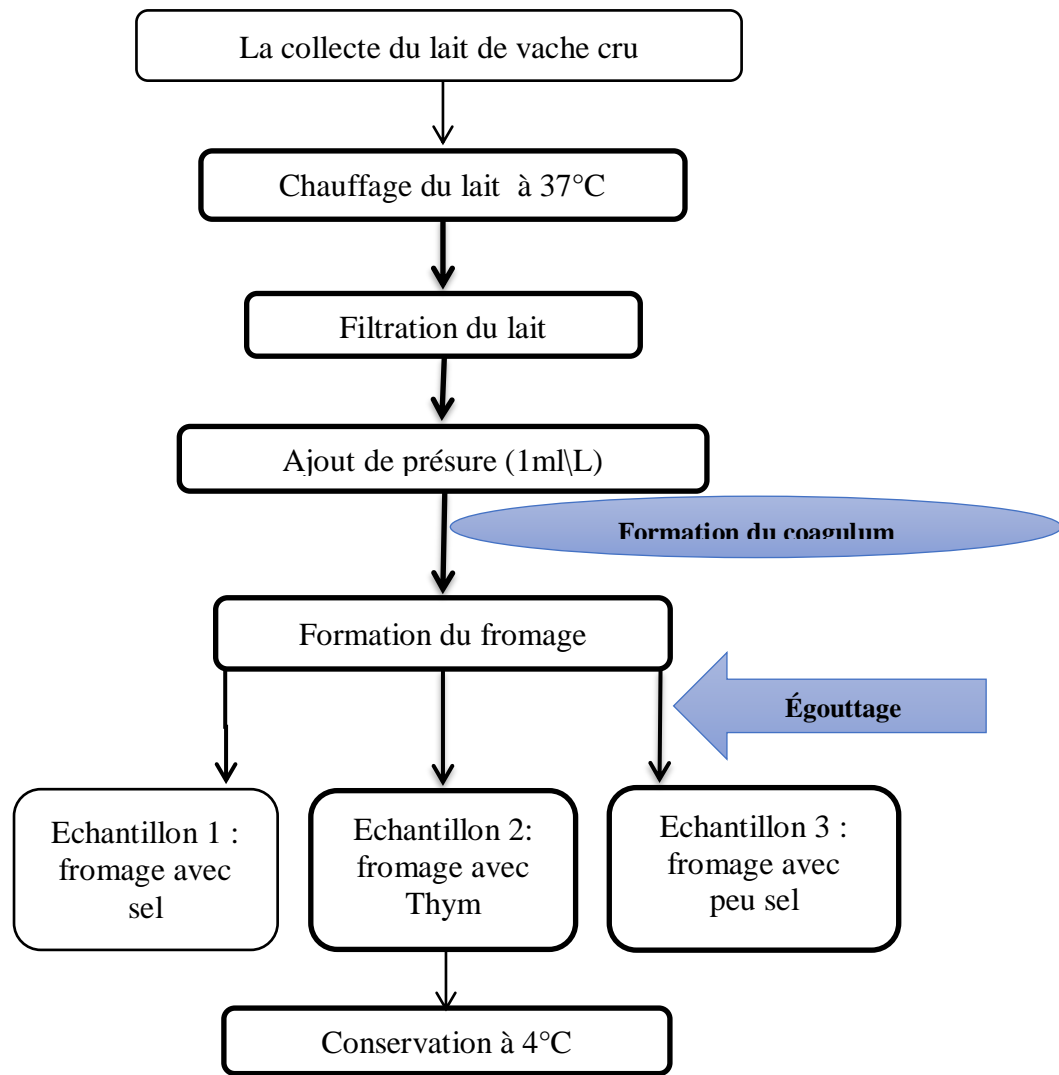 La collecte du lait de vache cru
Chauffage du lait à 37°C
Filtration du lait
Ajout de présure (1ml\L)
Formation du coagulum
Formation du fromage
Égouttage
Echantillon 1 :
fromage avec
sel
Echantillon 2:
fromage avec
Thym
Echantillon 3 :
fromage avec
peu sel
Conservation à 4°C